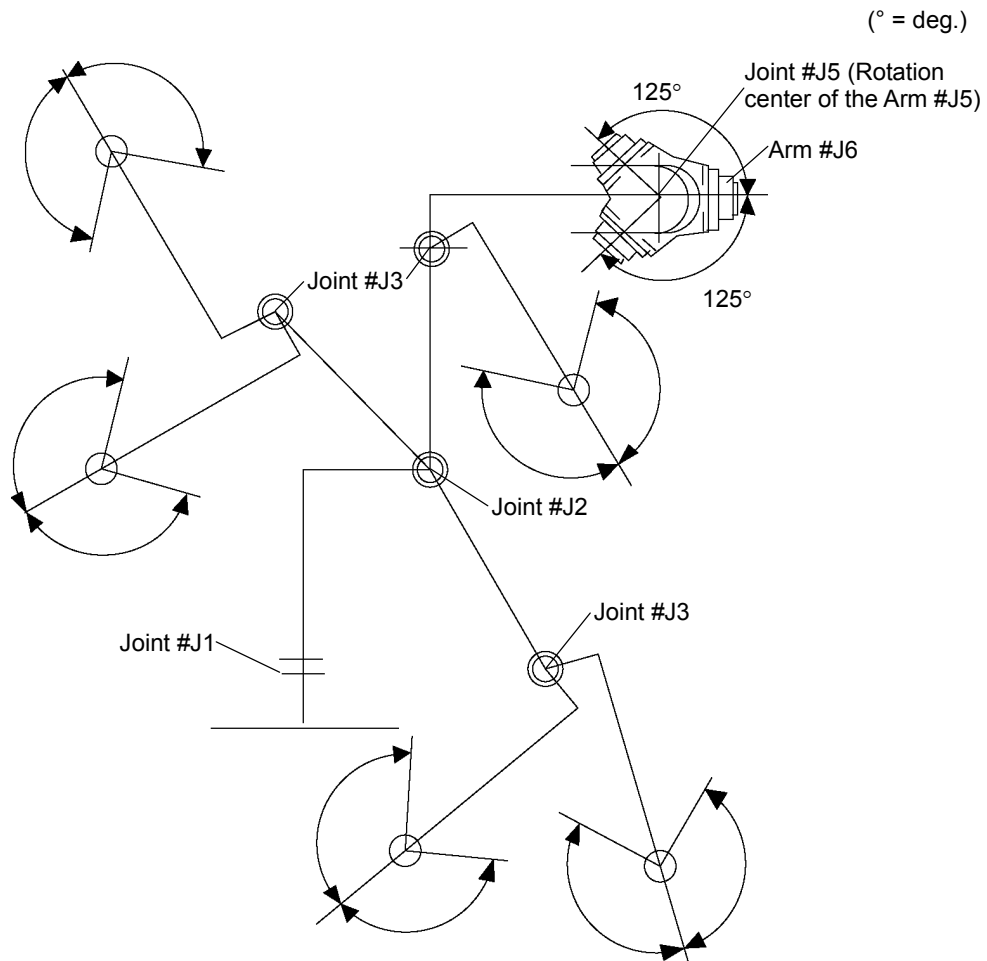 (° = deg.)
Joint #J5 (Rotation
center of the Arm #J5)
125°
Arm #J6
Joint #J3
125°
Joint #J2
Joint #J3
Joint #J1